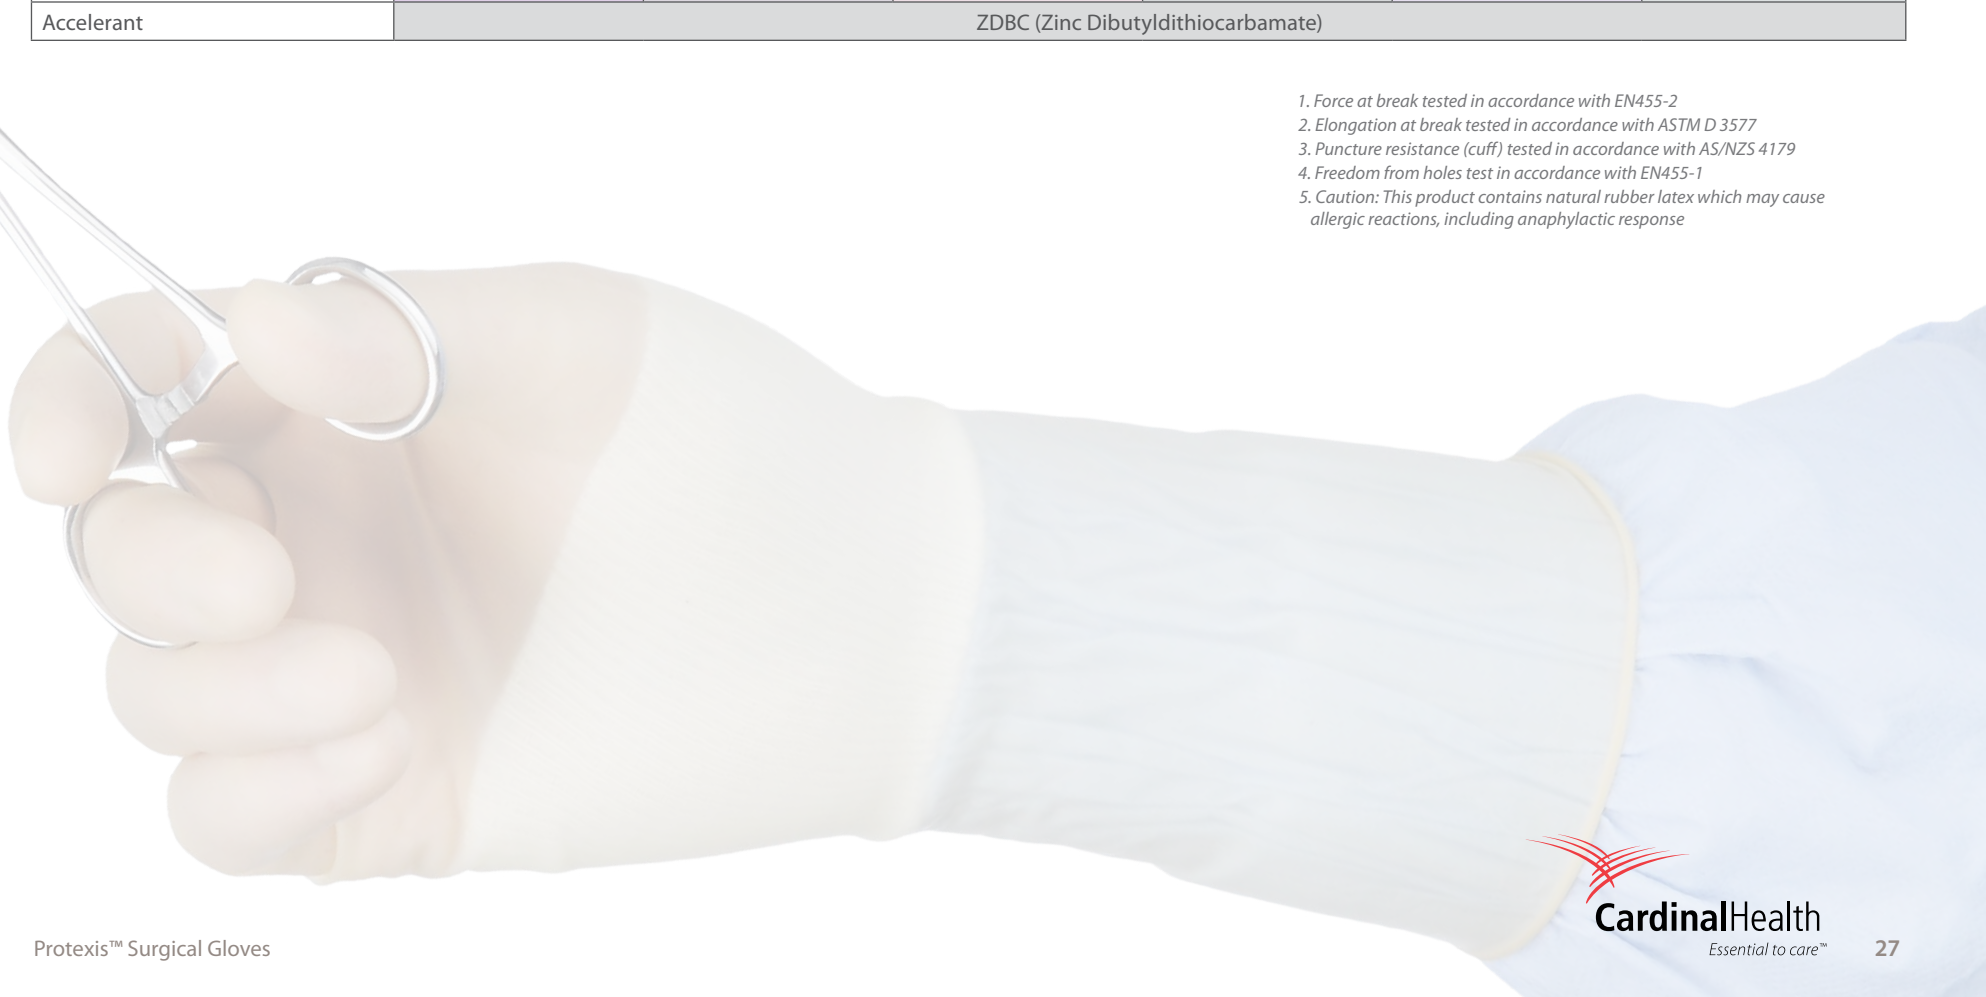 Accelerant ZDBC (Zinc Dibutyldithiocarbamate)
1. Force at break tested in accordance with EN455-2
2. Elongation at break tested in accordance with ASTM D 3577
3. Puncture resistance (cuff) tested in accordance with AS/NZS 4179
4. Freedom from holes test in accordance with EN455-1
5. Caution: This product contains natural rubber latex which may cause
allergic reactions, including anaphylactic response
CardinalHealth
Essential to care™
Protexis™ Surgical Gloves
27